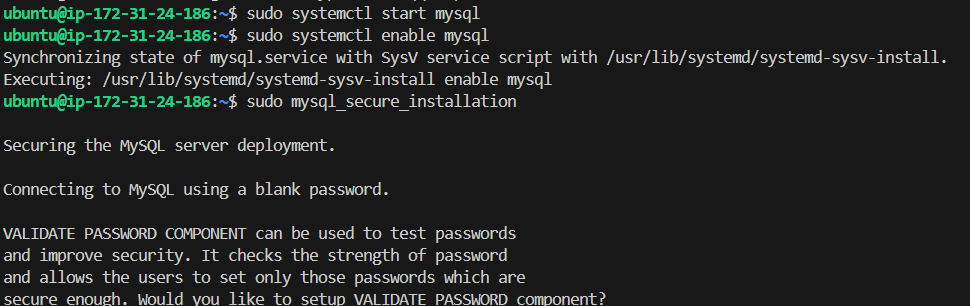 ubuntu@ip-172-31-24-186:~$ sudo systemctl start mysql
ubuntu@ip-172-31-24-186:~$ sudo systemctl enable mysql
Synchronizing state of mysql.service with SysV service script with /usr/lib/systemd/systemd-sysv-install.
Executing: /usr/lib/systemd/systemd-sysv-install enable mysql
ubuntu@ip-172-31-24-186:~$ sudo mysql_secure_installation
Securing the MySQL server deployment.
Connecting to MySQL using a blank password.
VALIDATE PASSWORD COMPONENT can be used to test passwords
and improve security. It checks the strength of password
and allows the users to set only those passwords which are
secure enough. Would you like to setup VALIDATE PASSWORD component?